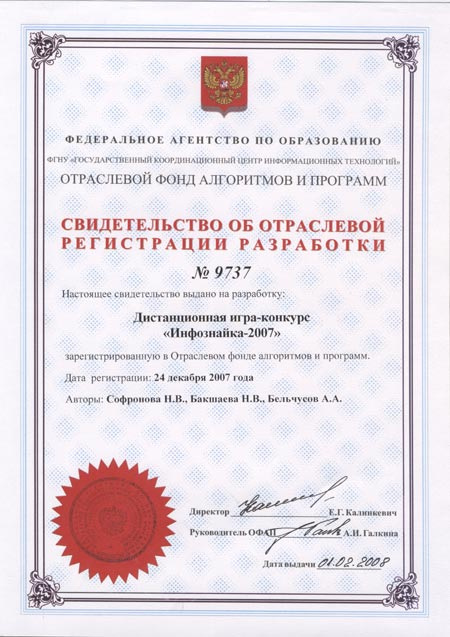 ФЕДЕРАЛЬНОЕ АГЕНТСТВО ПО ОБРАЗОВАНИЮ
ФГНУ «ГОСУДАРСТВЕННЫЙ КООРДИНАЦИОННЫЙ ЦЕНТР ИНФОРМАЦИОННЫХ ТЕХНОЛОГИЙ»
ОТРАСЛЕВОЙ ФОНД АЛГОРИТМОВ И ПРОГРАММ
СВИДЕТЕЛЬСТВО ОБ ОТРАСЛЕВОЙ
РЕГИСТРАЦИИ РАЗРАБОТКИ
№ 9737
Настоящее свидетельство выдано на разработку:
Дистанционная игра-конкурс
«Инфознайка-2007»
зарегистрированную в Отраслевом фонде алгоритмов и программ.
Дата регистрации: 24 декабря 2007 года
Авторы: Софронова Н.В., Бакшаева Н.В., Бельчусов А.А.
Директор Е.Г. Калинкевич
Руководитель ОФАП А.И. Галкина
Дата выдачи 01.02.2008